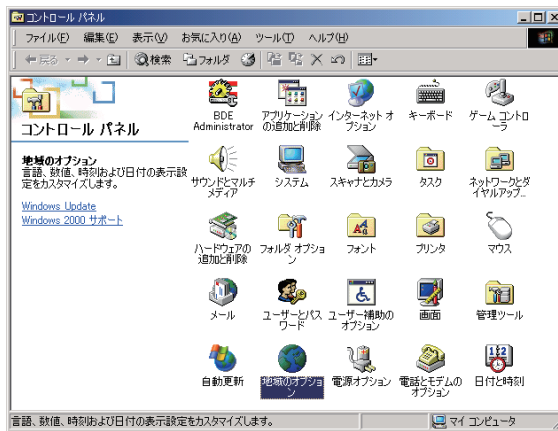 コントロール パネル
ファイル(F) 編集(E) 表示(V) お気に入り(A) ツール(T) ヘルプ(H)
戻る 検索 フォルダ
コントロール パネル
地域のオプション
言語、数値、時刻および日付の表示設
定をカスタマイズします。
Windows Update
Windows 2000 サポート
BDE
Administrator
アプリケーション
の追加と削除
インターネット オ
プション
キーボード
ゲーム コントロ
ーラ
サウンドとマルチ
メディア
システム
スキャナとカメラ
タスク
ネットワークとダ
イヤルアップ...
ハードウェアの
追加と削除
フォルダ オプショ
ン
フォント
プリンタ
マウス
メール
ユーザーとパス
ワード
ユーザー補助の
オプション
画面
管理ツール
自動更新
地域のオプショ
ン
電源オプション
電話とモデムの
オプション
日付と時刻
言語、数値、時刻および日付の表示設定をカスタマイズします。
マイ コンピュータ